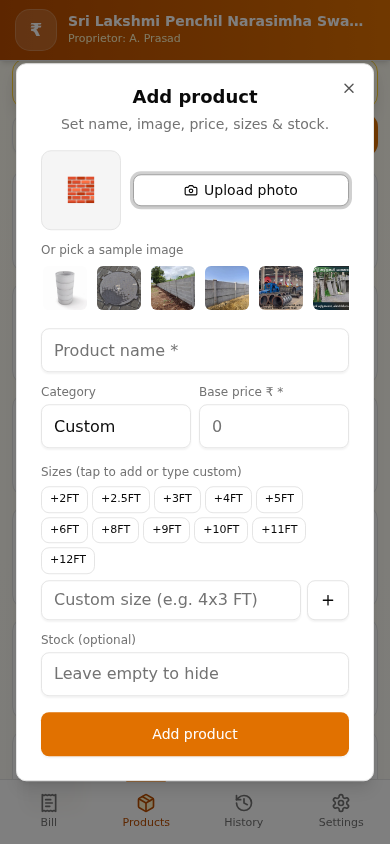 ₹
Sri Lakshmi Penchil Narasimha Swa...
Proprietor: A. Prasad
Add product
Set name, image, price, sizes & stock.
Upload photo
Or pick a sample image
Product name *
Category
Base price ₹ *
Custom
0
Sizes (tap to add or type custom)
+2FT
+2.5FT
+3FT
+4FT
+5FT
+6FT
+8FT
+9FT
+10FT
+11FT
+12FT
Custom size (e.g. 4x3 FT)
+
Stock (optional)
Leave empty to hide
Add product
Bill
Products
History
Settings